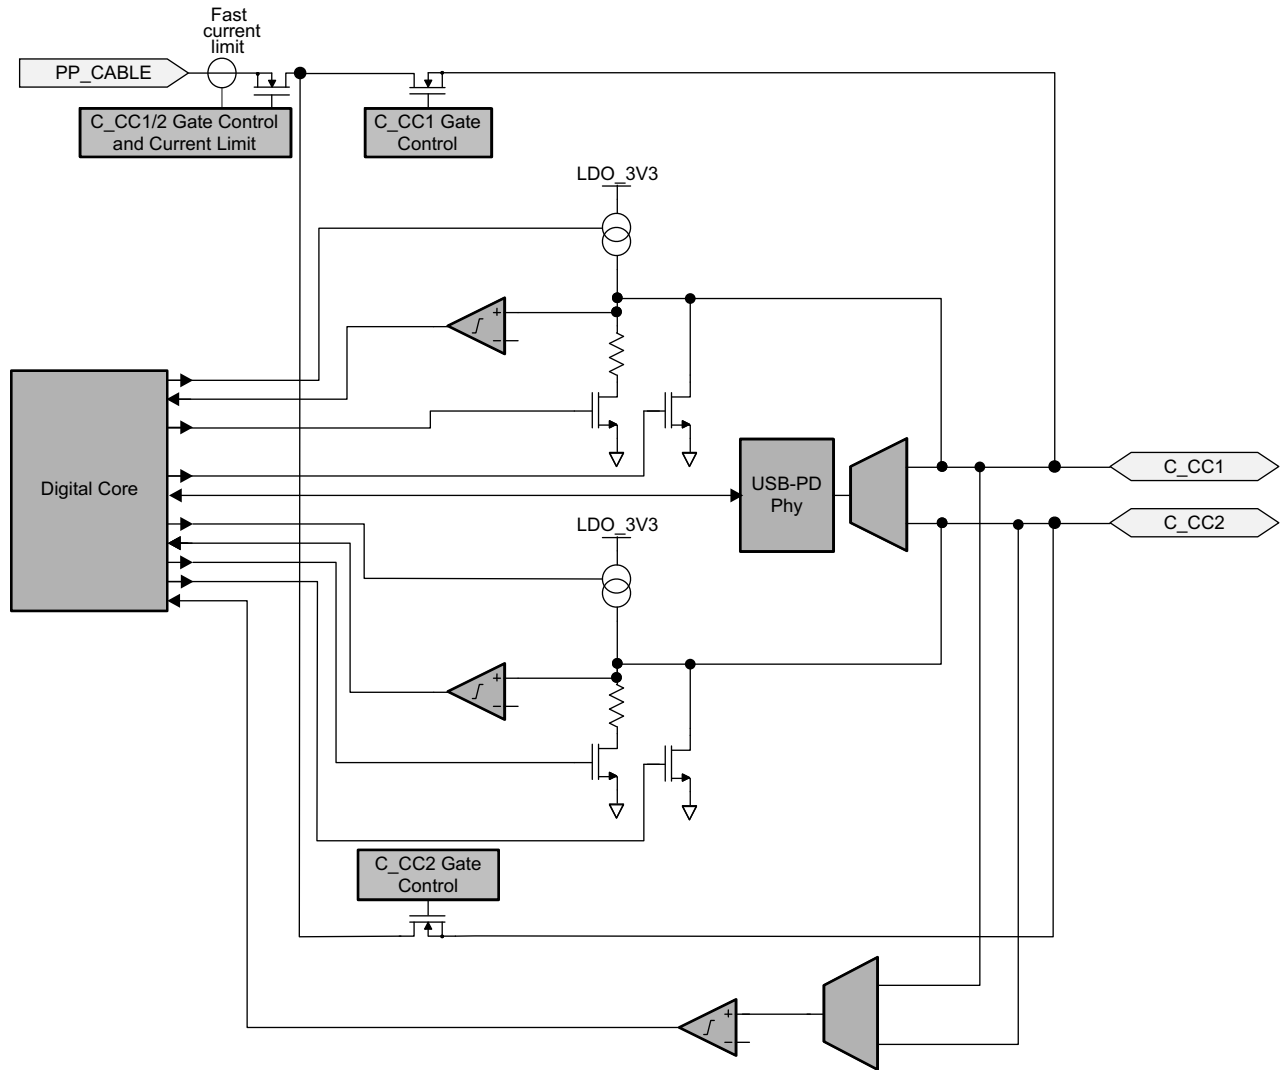 Fast
current
limit
PP_CABLE
C_CC1/2 Gate Control
and Current Limit
C_CC1 Gate
Control
LDO_3V3
+
−
Digital Core
USB-PD
Phy
C_CC1
C_CC2
LDO_3V3
+
−
C_CC2 Gate
Control
+
−